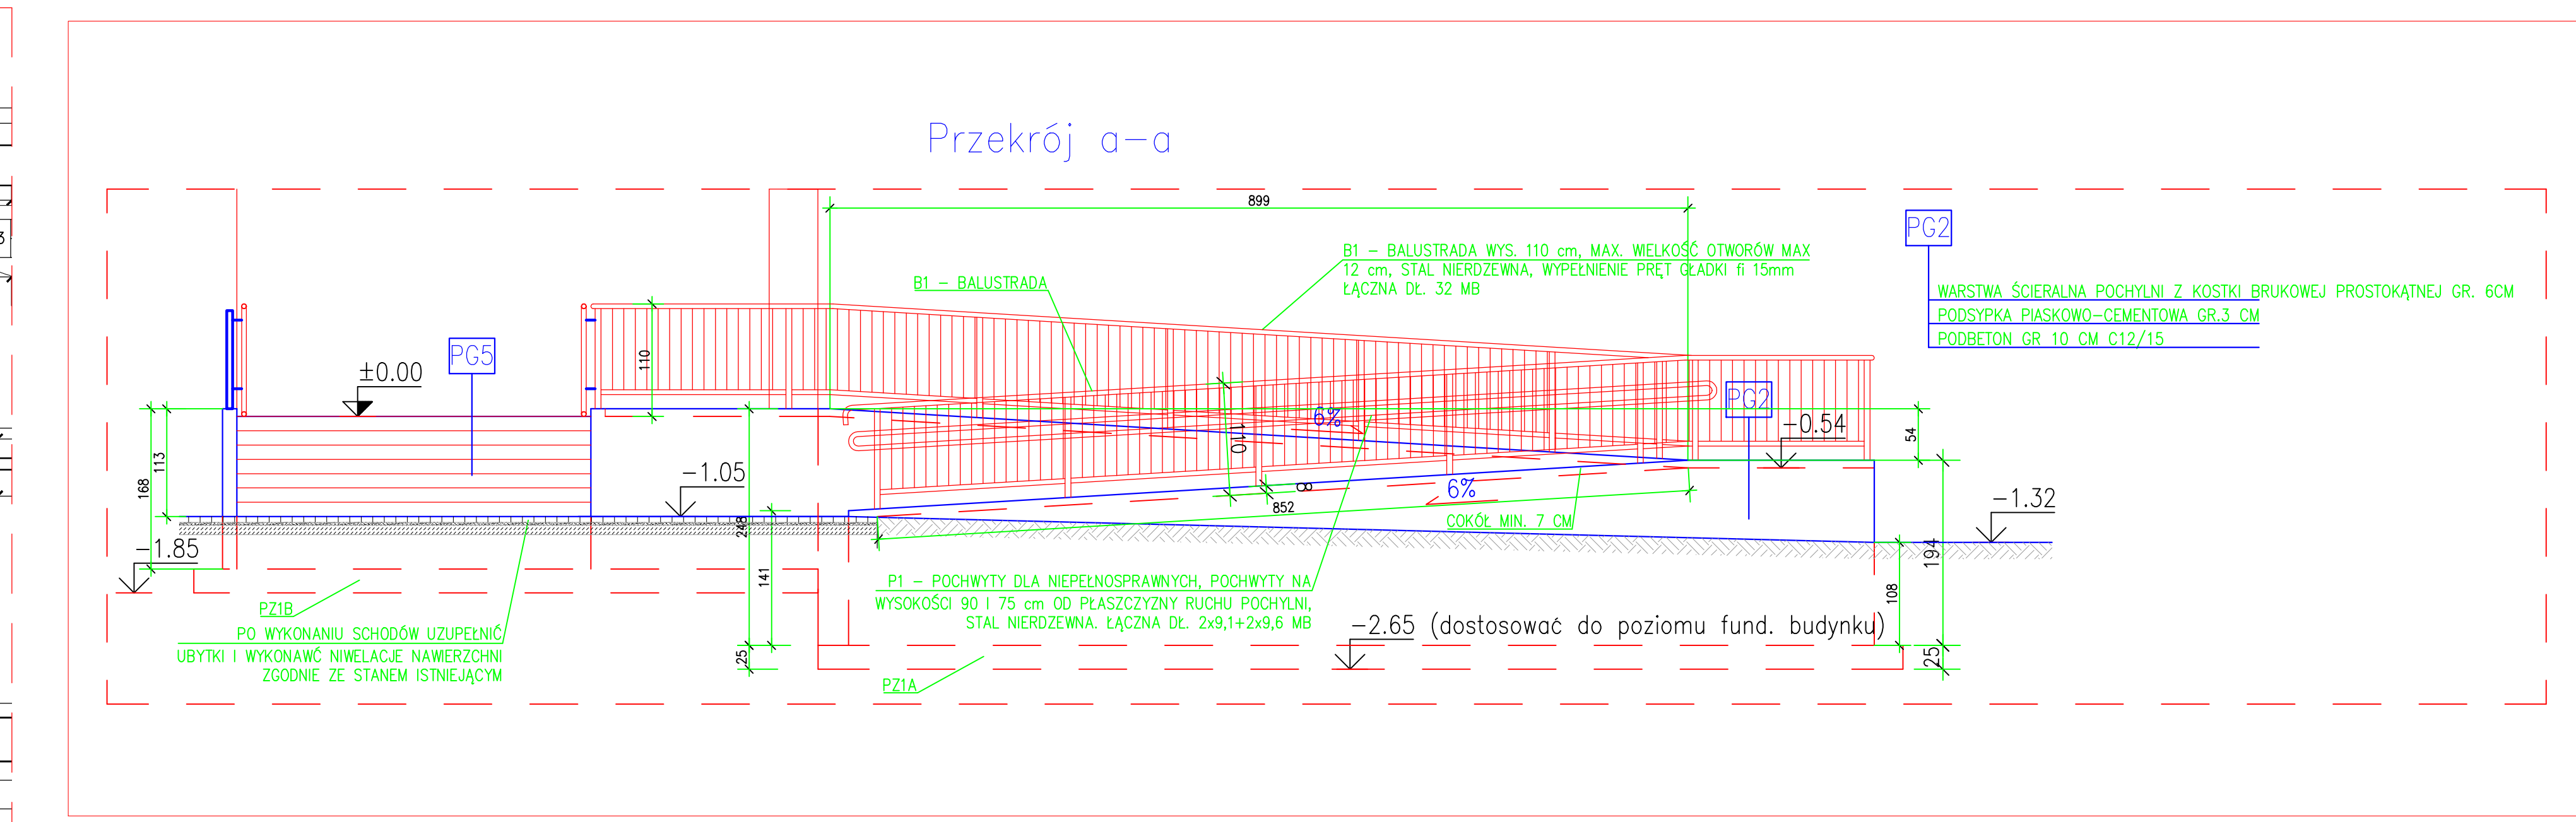 Przekrój a-a
899
PG2
B1 - BALUSTRADA WYS. 110 cm, MAX. WIELKOŚĆ OTWORÓW MAX
12 cm, STAL NIERDZEWNA, WYPEŁNIENIE PRĘT GŁADKI fi 15mm
ŁĄCZNA DŁ. 32 MB
B1 - BALUSTRADA
WARSTWA ŚCIERALNA POCHYLNI Z KOSTKI BRUKOWEJ PROSTOKĄTNEJ GR. 6CM
PODSYPKA PIASKOWO-CEMENTOWA GR.3 CM
PODBETON GR 10 CM C12/15
±0.00
PG5
110
PG2
6%
110
-0.54
54
113
168
-1.05
6%
8
852
COKÓŁ MIN. 7 CM
-1.32
248
141
194
-1.85
108
P1 - POCHWYTY DLA NIEPEŁNOSPRAWNYCH, POCHWYTY NA
WYSOKOŚCI 90 I 75 cm OD PŁASZCZYZNY RUCHU POCHYLNI,
STAL NIERDZEWNA. ŁĄCZNA DŁ. 2x9,1+2x9,6 MB
PZ1B
PO WYKONANIU SCHODÓW UZUPEŁNIĆ
UBYTKI I WYKONAWĆ NIWELACJE NAWIERZCHNI
ZGODNIE ZE STANEM ISTNIEJĄCYM
-2.65 (dostosować do poziomu fund. budynku)
25
25
PZ1A